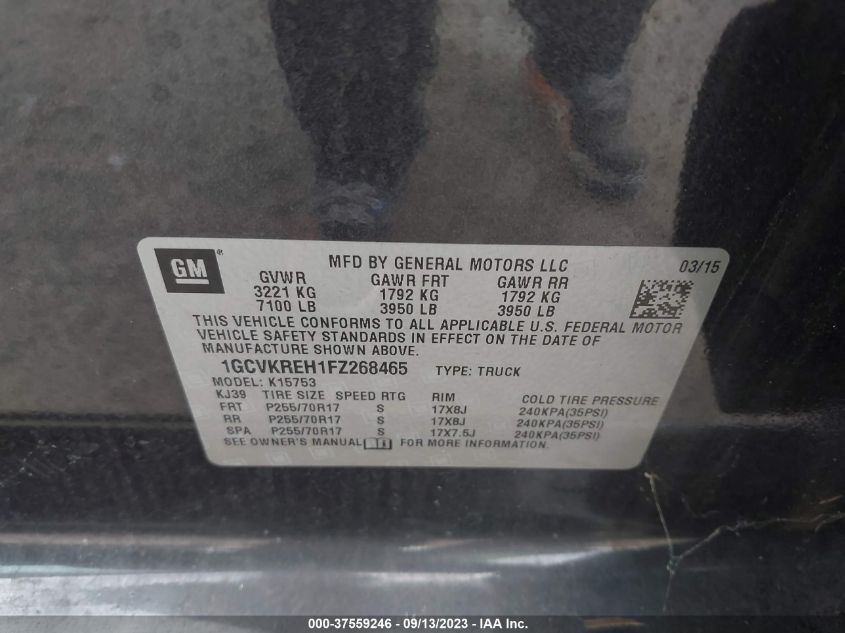 GM®
MFD BY GENERAL MOTORS LLC 03/15
GVWR GAWR FRT GAWR RR
3221 KG 1792 KG 1792 KG
7100 LB 3950 LB 3950 LB
THIS VEHICLE CONFORMS TO ALL APPLICABLE U.S. FEDERAL MOTOR
VEHICLE SAFETY STANDARDS IN EFFECT ON THE DATE OF
MANUFACTURE SHOWN ABOVE.
1GCVKREH1FZ268465 TYPE: TRUCK
MODEL: K15753
KJ39 TIRE SIZE SPEED RTG RIM COLD TIRE PRESSURE
FRT P255/70R17 S 17X8J 240KPA(35PSI)
RR P255/70R17 S 17X8J 240KPA(35PSI)
SPA P255/70R17 S 17X7.5J 240KPA(35PSI)
SEE OWNER'S MANUAL FOR MORE INFORMATION.
000-37559246 - 09/13/2023 - IAA Inc.